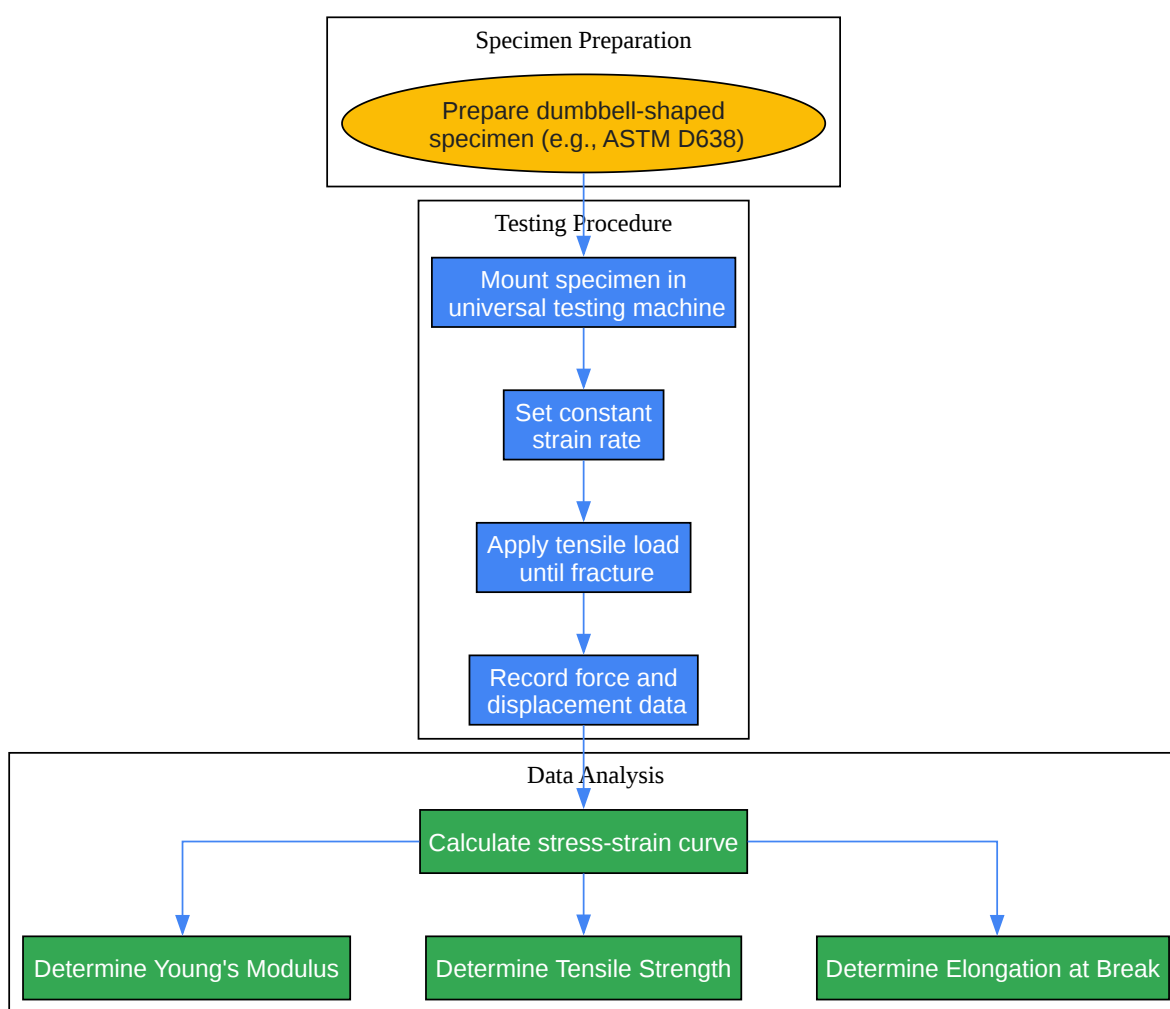 Specimen Preparation
Prepare dumbbell-shaped
specimen (e.g., ASTM D638)
Testing Procedure
Mount specimen in
universal testing machine
Set constant
strain rate
Apply tensile load
until fracture
Record force and
displacement data
Data Analysis
Calculate stress-strain curve
Determine Young's Modulus
Determine Tensile Strength
Determine Elongation at Break